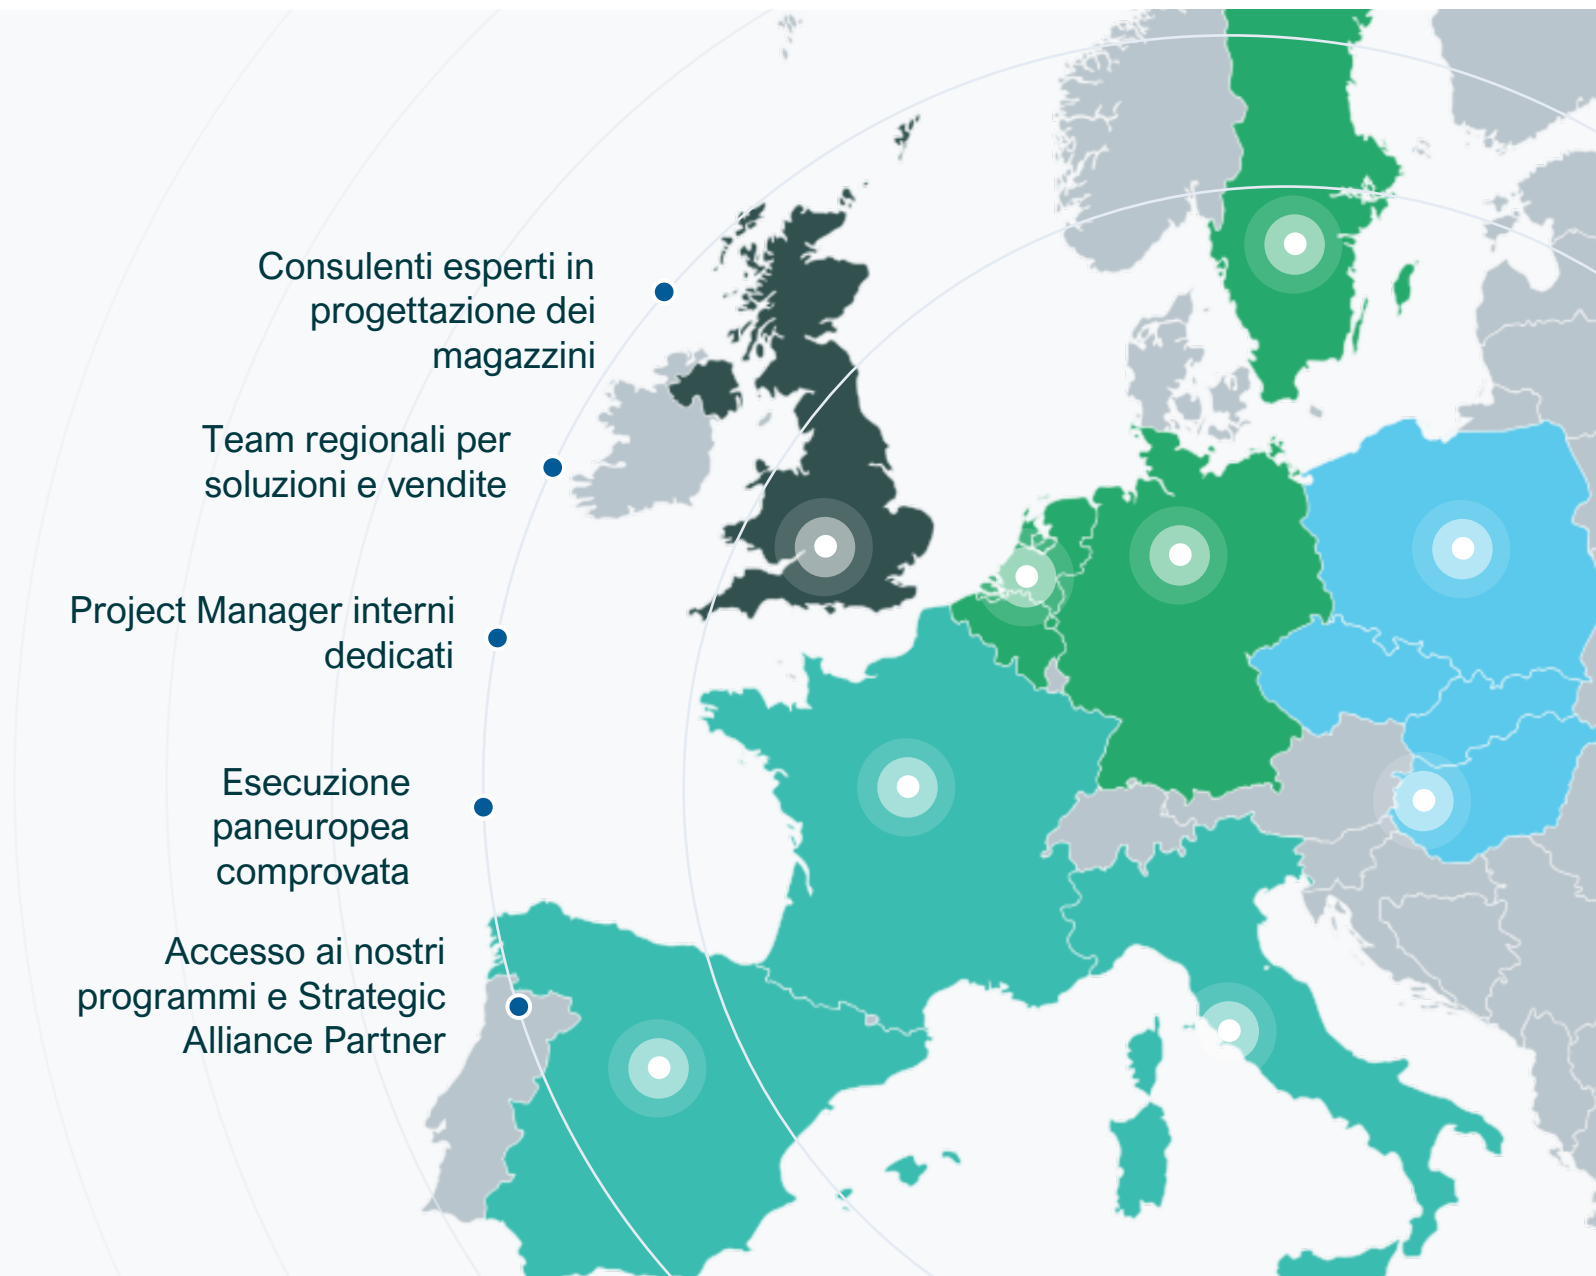 Consulenti esperti in
progettazione dei
magazzini
Team regionali per
soluzioni e vendite
Project Manager interni
dedicati
Esecuzione
paneuropea
comprovata
Accesso ai nostri
programmi e Strategic
Alliance Partner